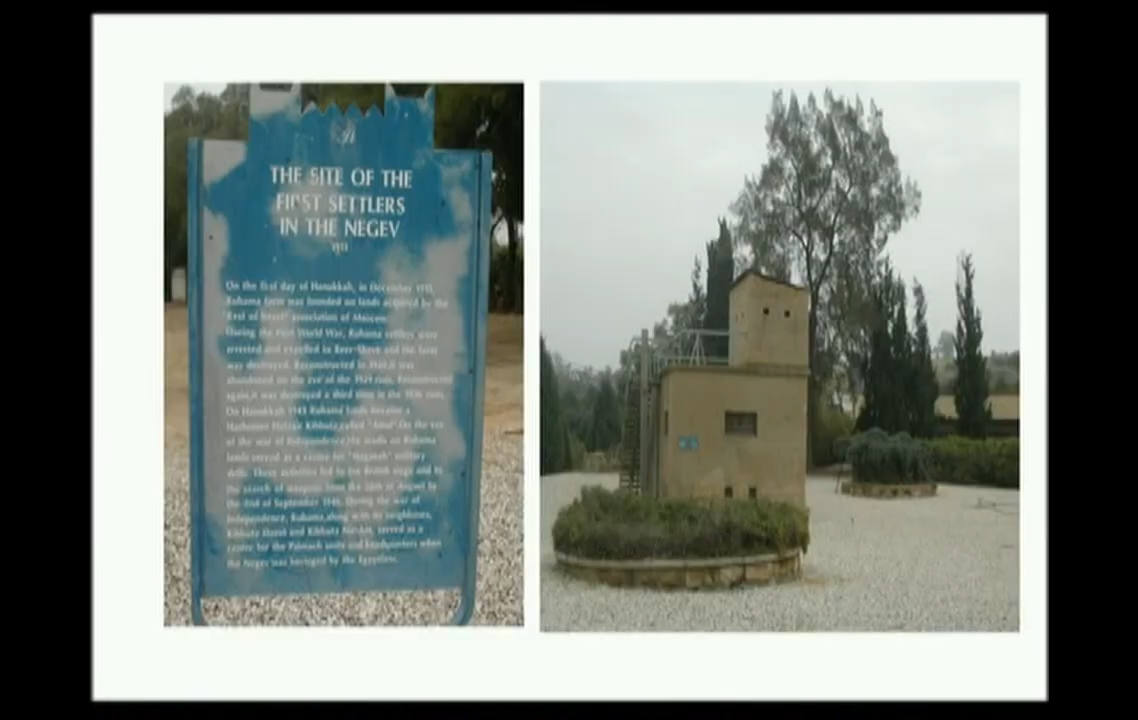 THE SITE OF THE
FIRST SETTLERS
IN THE NEGEV
1911
On the first day of Hanukkah, in December 1911,
Ruhama farm was founded on lands acquired by the
association of Moscow.
During the First World War, Ruhama settlers were
arrested and expelled to Beer-Sheva and the farm
was destroyed. Reconstructed in it was
abandoned on the eve of the 1929 riots. Reconstructed
again, it was destroyed a third time in the 1936 riots.
On Hanukkah 1943 Ruhama lands became a
Hashomer Hatzair Kibbutz, called On the eve
of the war of Independence, the wadis on Ruhama
lands served as a centre for "Haganah" military
drills. These activities led to the British siege and to
the search of weapons from the 28th of August to
the 2nd of September 1946. During the war of
Independence, Ruhama, along with its neighbours,
Kibbutz Dorot and Kibbutz Nir-Am, served as a
centre for the Palmach units and headquarters when
the Negev was besieged by the Egyptians.